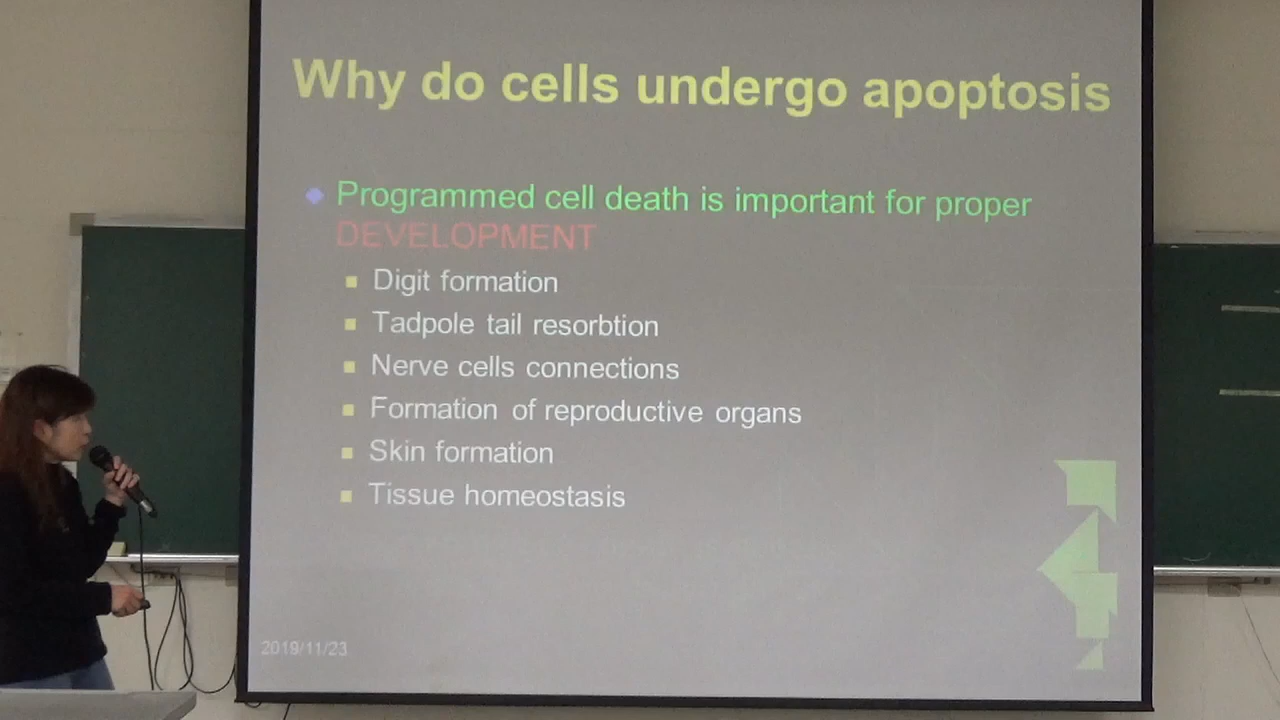 Why do cells undergo apoptosis
Programmed cell death is important for proper
DEVELOPMENT
Digit formation
Tadpole tail resorbtion
Nerve cells connections
Formation of reproductive organs
Skin formation
Tissue homeostasis
2019/11/23